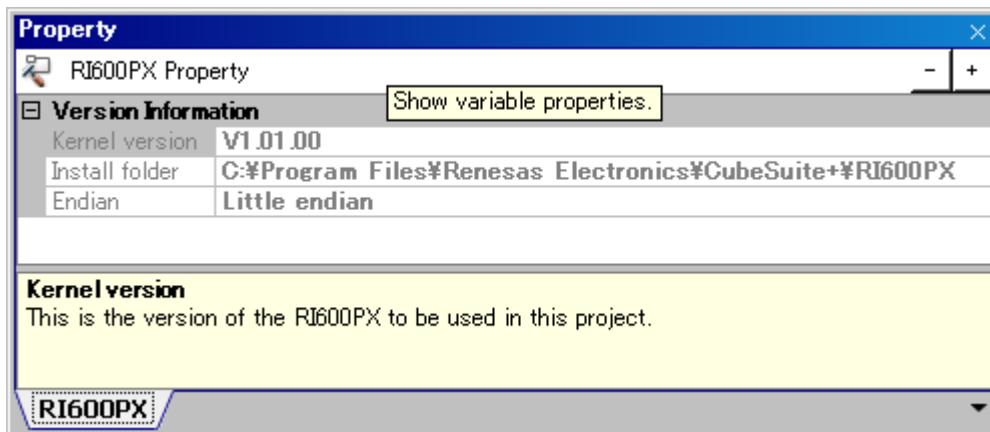 Property
RI600PX Property
- +
Show variable properties.
Version Information
Kernel version V1.01.00
Install folder C:¥Program Files¥Renesas Electronics¥CubeSuite+¥RI600PX
Endian Little endian
Kernel version
This is the version of the RI600PX to be used in this project.
RI600PX